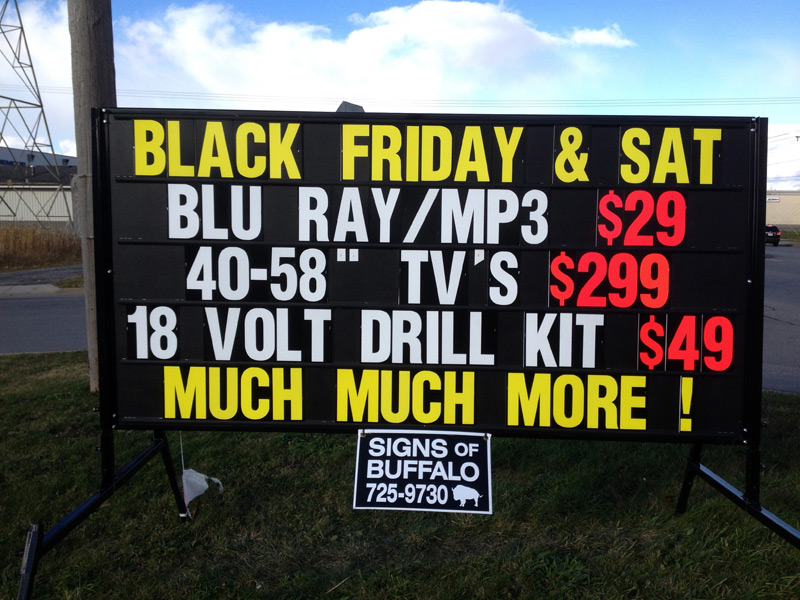 BLACK FRIDAY & SAT
BLU RAY/MP3 $29
40-58" TV'S $299
18 VOLT DRILL KIT $49
MUCH MUCH MORE!
SIGNS OF
BUFFALO
725-9730